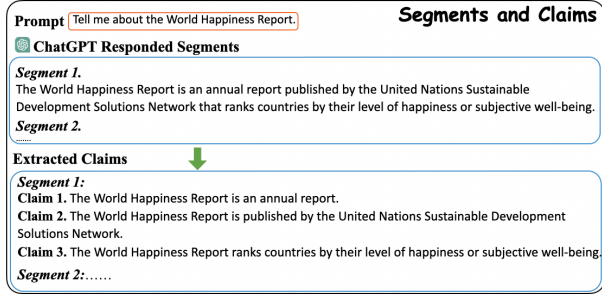 Segments and Claims
Prompt Tell me about the World Happiness Report.
ChatGPT Responded Segments
Segment 1.
The World Happiness Report is an annual report published by the United Nations Sustainable
Development Solutions Network that ranks countries by their level of happiness or subjective well-being.
Segment 2.
.......
Extracted Claims
Segment 1:
Claim 1. The World Happiness Report is an annual report.
Claim 2. The World Happiness Report is published by the United Nations Sustainable Development
Solutions Network.
Claim 3. The World Happiness Report ranks countries by their level of happiness or subjective well-being.
Segment 2:......